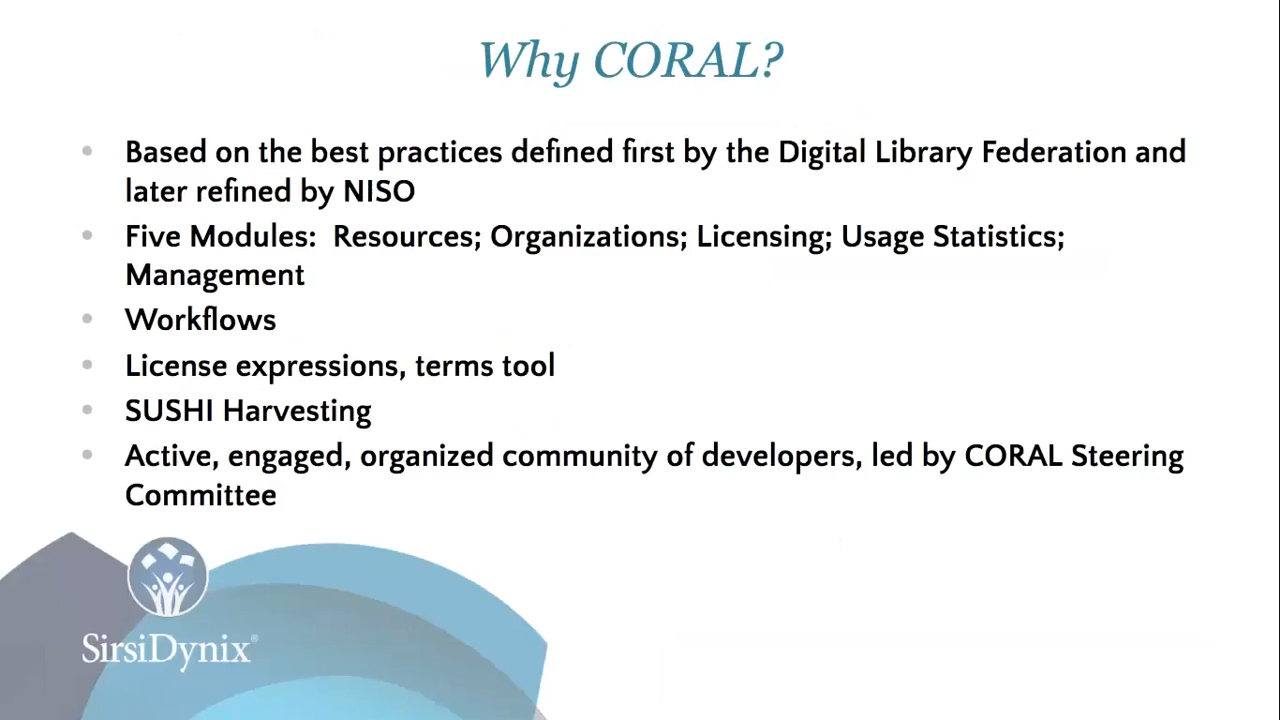 Why CORAL?
• Based on the best practices defined first by the Digital Library Federation and
later refined by NISO
• Five Modules:  Resources; Organizations; Licensing; Usage Statistics;
Management
• Workflows
• License expressions, terms tool
• SUSHI Harvesting
• Active, engaged, organized community of developers, led by CORAL Steering
Committee
SirsiDynix®